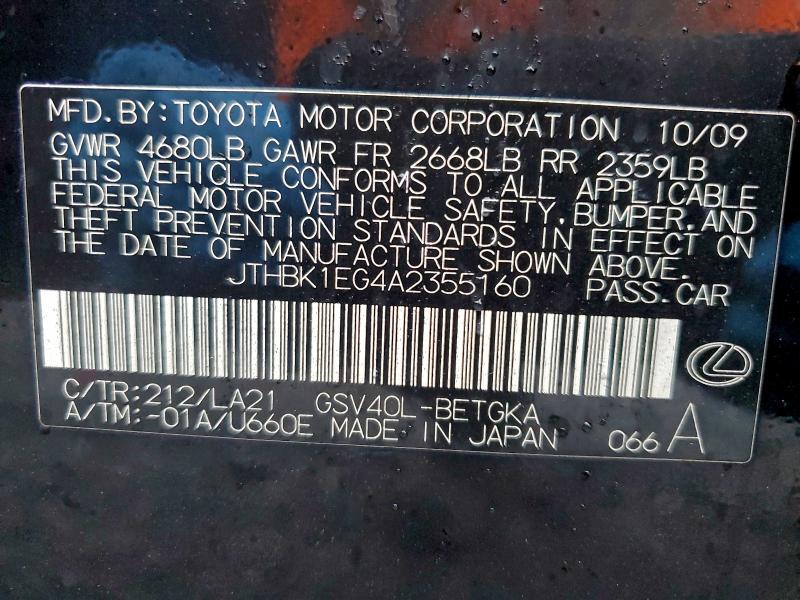 MFD.BY:TOYOTA MOTOR CORPORATION 10/09
GVWR 4680LB GAWR FR 2668LB RR 2359LB
THIS VEHICLE CONFORMS TO ALL APPLICABLE
FEDERAL MOTOR VEHICLE SAFETY,BUMPER,AND
THEFT PREVENTION STANDARDS IN EFFECT ON
THE DATE OF MANUFACTURE SHOWN ABOVE.
JTHBK1EG4A2355160 PASS.CAR
C/TR:212/LA21 GSV40L-BETGKA
A/TM:-01A/U660E MADE IN JAPAN 066 A